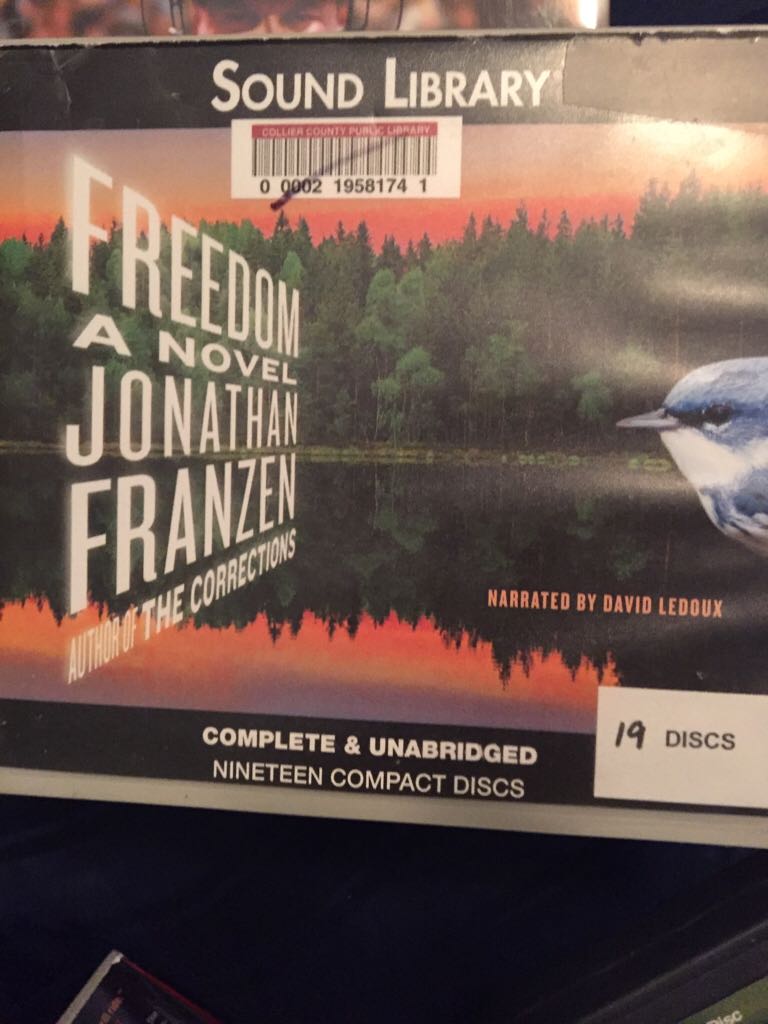 SOUND LIBRARY
COLLIER COUNTY PUBLIC LIBRARY
0 0002 1958174 1
FREEDOM
A NOVEL
JONATHAN
FRANZEN
AUTHOR OF THE CORRECTIONS
NARRATED BY DAVID LEDOUX
19 DISCS
COMPLETE & UNABRIDGED
NINETEEN COMPACT DISCS